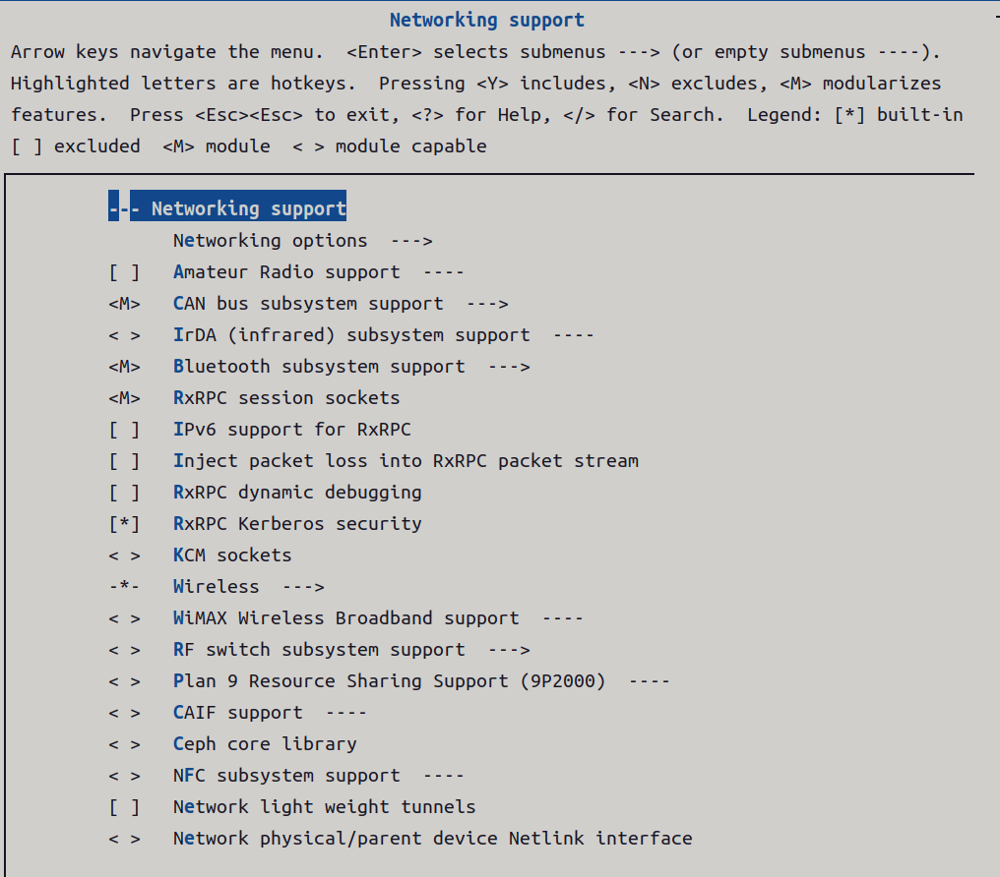 Networking support
Arrow keys navigate the menu.  <Enter> selects submenus ---> (or empty submenus ----).
Highlighted letters are hotkeys.  Pressing <Y> includes, <N> excludes, <M> modularizes
features.  Press <Esc><Esc> to exit, <?> for Help, </> for Search.  Legend: [*] built-in
[ ] excluded  <M> module  < > module capable
--- Networking support
Networking options  --->
[ ]   Amateur Radio support  ----
<M>   CAN bus subsystem support  --->
< >   IrDA (infrared) subsystem support  ----
<M>   Bluetooth subsystem support  --->
<M>   RxRPC session sockets
[ ]   IPv6 support for RxRPC
[ ]   Inject packet loss into RxRPC packet stream
[ ]   RxRPC dynamic debugging
[*]   RxRPC Kerberos security
< >   KCM sockets
-*-   Wireless  --->
< >   WiMAX Wireless Broadband support  ----
< >   RF switch subsystem support  --->
< >   Plan 9 Resource Sharing Support (9P2000)  ----
< >   CAIF support  ----
< >   Ceph core library
< >   NFC subsystem support  ----
[ ]   Network light weight tunnels
< >   Network physical/parent device Netlink interface